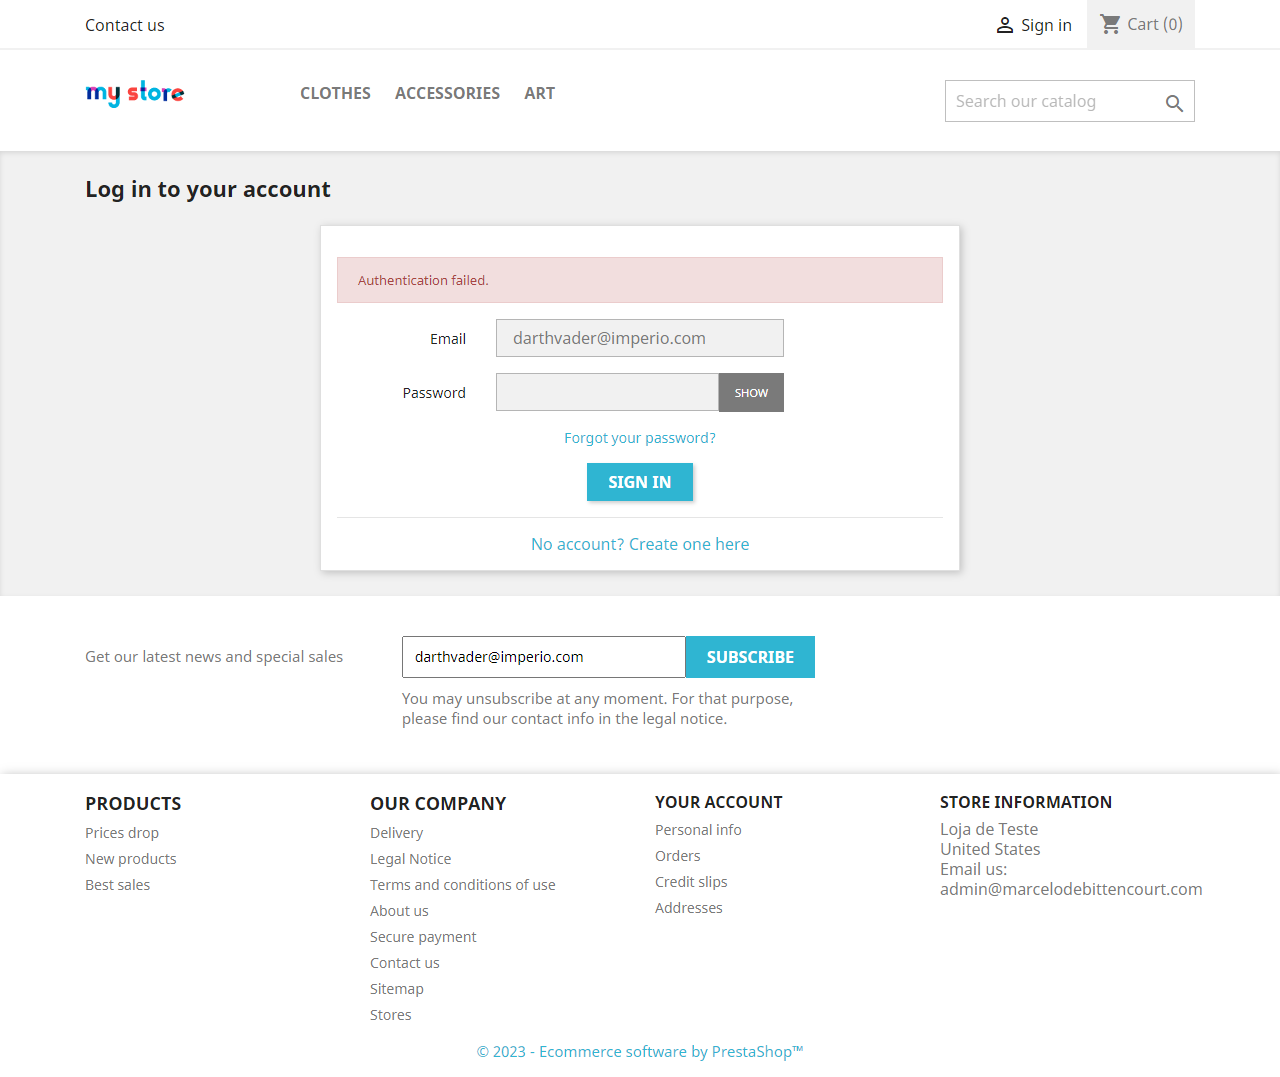 Contact us
Sign in
Cart (0)
my store
CLOTHES
ACCESSORIES
ART
Search our catalog
Log in to your account
Authentication failed.
Email
darthvader@imperio.com
Password
SHOW
Forgot your password?
SIGN IN
No account? Create one here
Get our latest news and special sales
darthvader@imperio.com
SUBSCRIBE
You may unsubscribe at any moment. For that purpose,
please find our contact info in the legal notice.
PRODUCTS
Prices drop
New products
Best sales
OUR COMPANY
Delivery
Legal Notice
Terms and conditions of use
About us
Secure payment
Contact us
Sitemap
Stores
YOUR ACCOUNT
Personal info
Orders
Credit slips
Addresses
STORE INFORMATION
Loja de Teste
United States
Email us:
admin@marcelodebittencourt.com
© 2023 - Ecommerce software by PrestaShop™